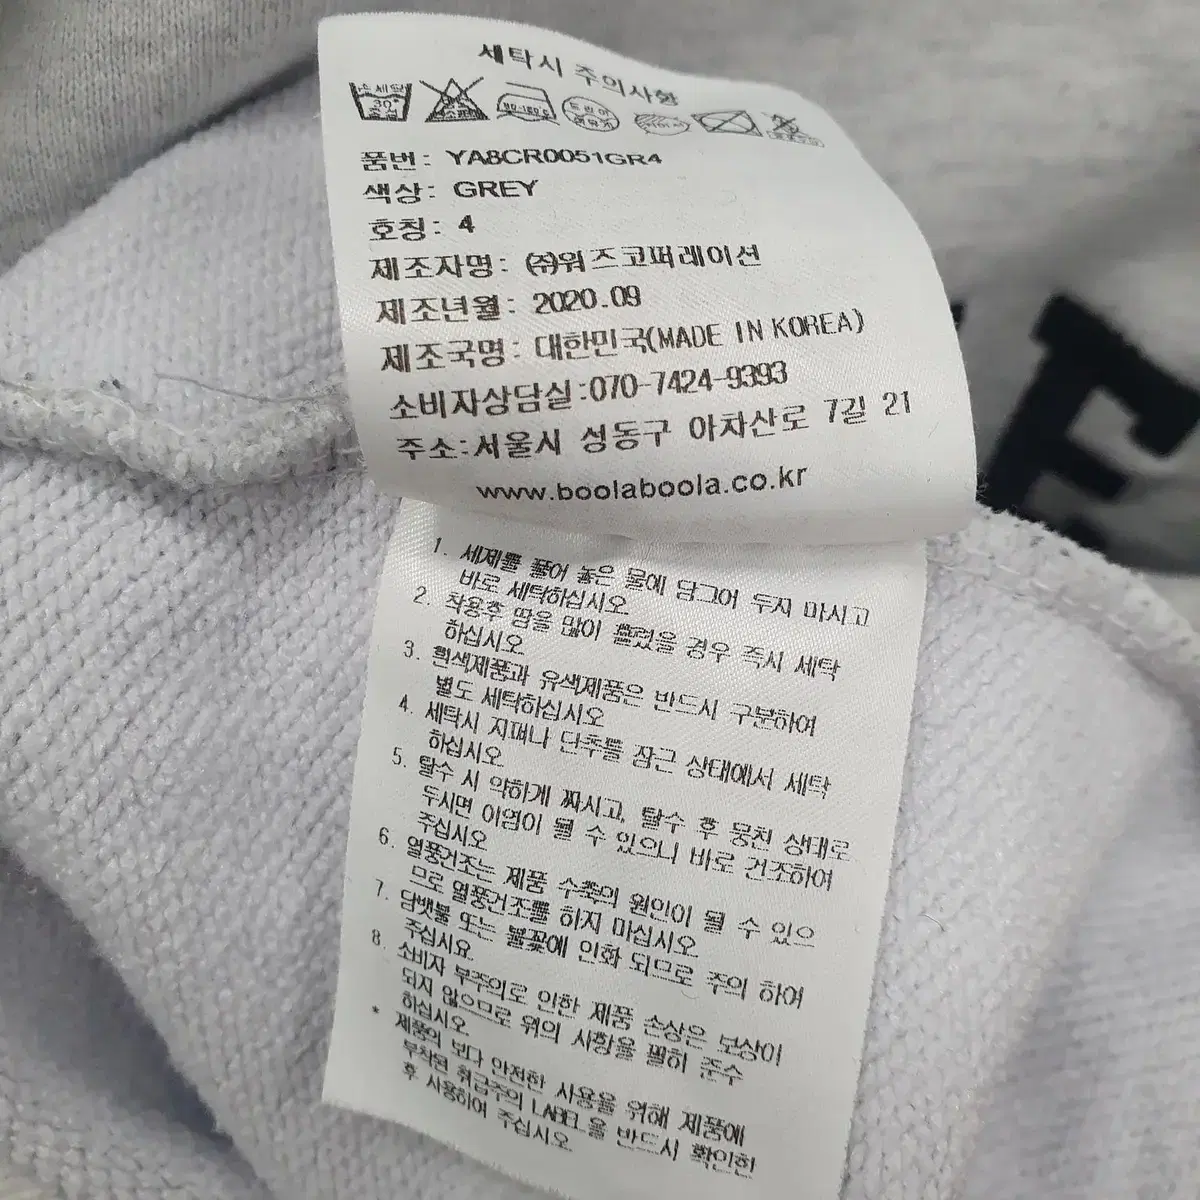 세탁시 주의사항
손세탁
30°
중성
80-160℃
드라이
품번: YA8CR0051GR4
색상: GREY
호칭: 4
제조자명: (주)워즈코퍼레이션
제조년월: 2020.09
제조국명: 대한민국(MADE IN KOREA)
소비자상담실:070-7424-9393
주소:서울시 성동구 아차산로 7길 21
www.boolaboola.co.kr
1. 세제를 풀어 놓은 물에 담그어 두지 마시고
바로 세탁하십시오
2. 착용후 땀을 많이 흘렸을 경우 즉시 세탁
하십시오
3. 흰색제품과 유색제품은 반드시 구분하여
별도 세탁하십시오
4. 세탁시 지퍼나 단추를 잠근 상태에서 세탁
하십시오
5. 탈수 시 약하게 짜시고, 탈수 후 뭉친 상태로
두시면 이염이 될 수 있으니 바로 건조하여
주십시오
6. 열풍건조는 제품 수축의 원인이 될 수 있으
므로 열풍건조를 하지 마십시오
7. 담뱃불 또는 불꽃에 인화 되므로 주의 하여
주십시요.
8. 소비자 부주의로 인한 제품 손상은 보상이
되지 않으므로 위의 사항을 필히 준수
하십시오
* 제품의 보다 안전한 사용을 위해 제품에
부착된 취급주의 LABEL을 반드시 확인한
후 사용하여 주십시오
E